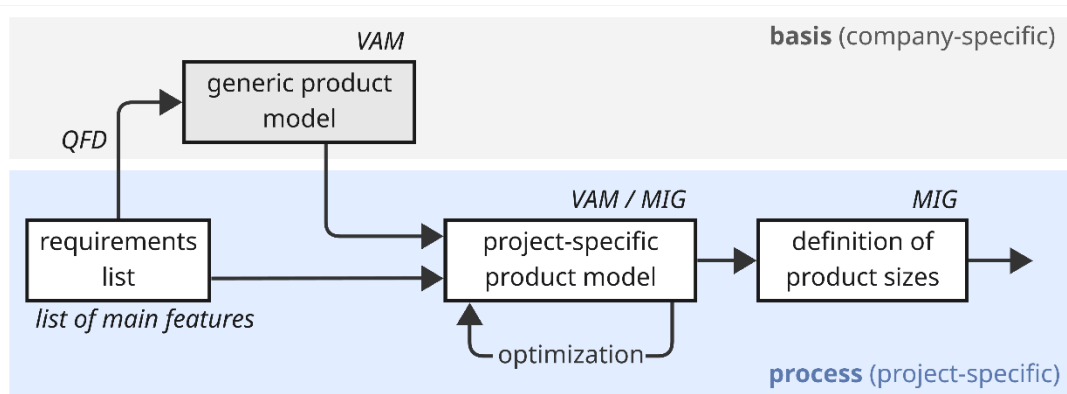 basis (company-specific)
VAM
generic product
model
QFD
VAM / MIG
MIG
requirements
list
project-specific
product model
definition of
product sizes
list of main features
optimization
process (project-specific)